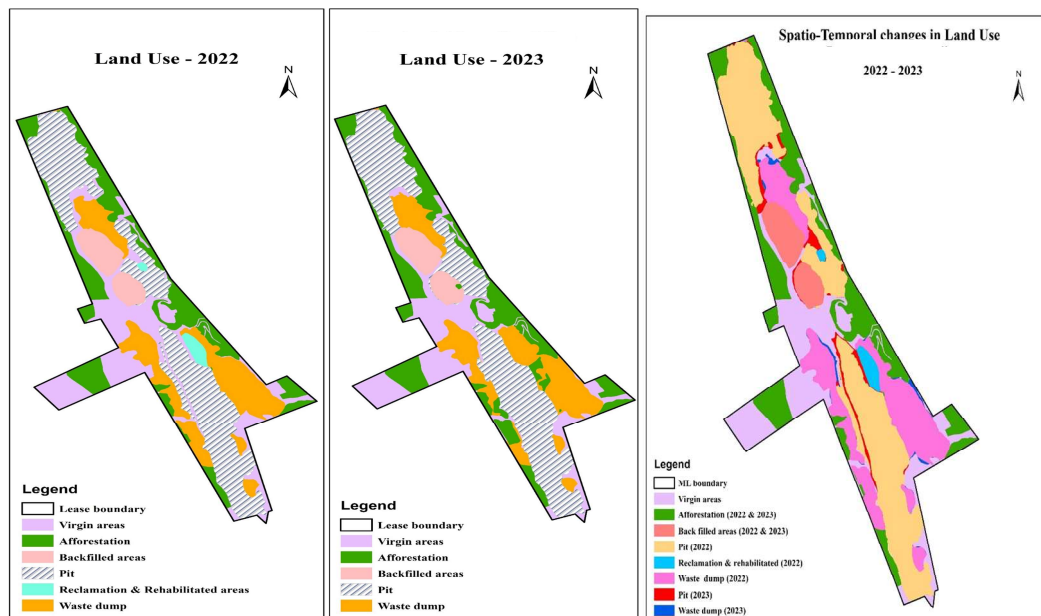 Land Use - 2022
N
Legend
Lease boundary
Virgin areas
Afforestation
Backfilled areas
Pit
Reclamation & Rehabilitated areas
Waste dump
Land Use - 2023
N
Legend
Lease boundary
Virgin areas
Afforestation
Backfilled areas
Pit
Waste dump
Spatio-Temporal changes in Land Use
2022 - 2023
N
Legend
ML boundary
Virgin areas
Afforestation (2022 & 2023)
Back filled areas (2022 & 2023)
Pit (2022)
Reclamation & rehabilitated (2022)
Waste dump (2022)
Pit (2023)
Waste dump (2023)